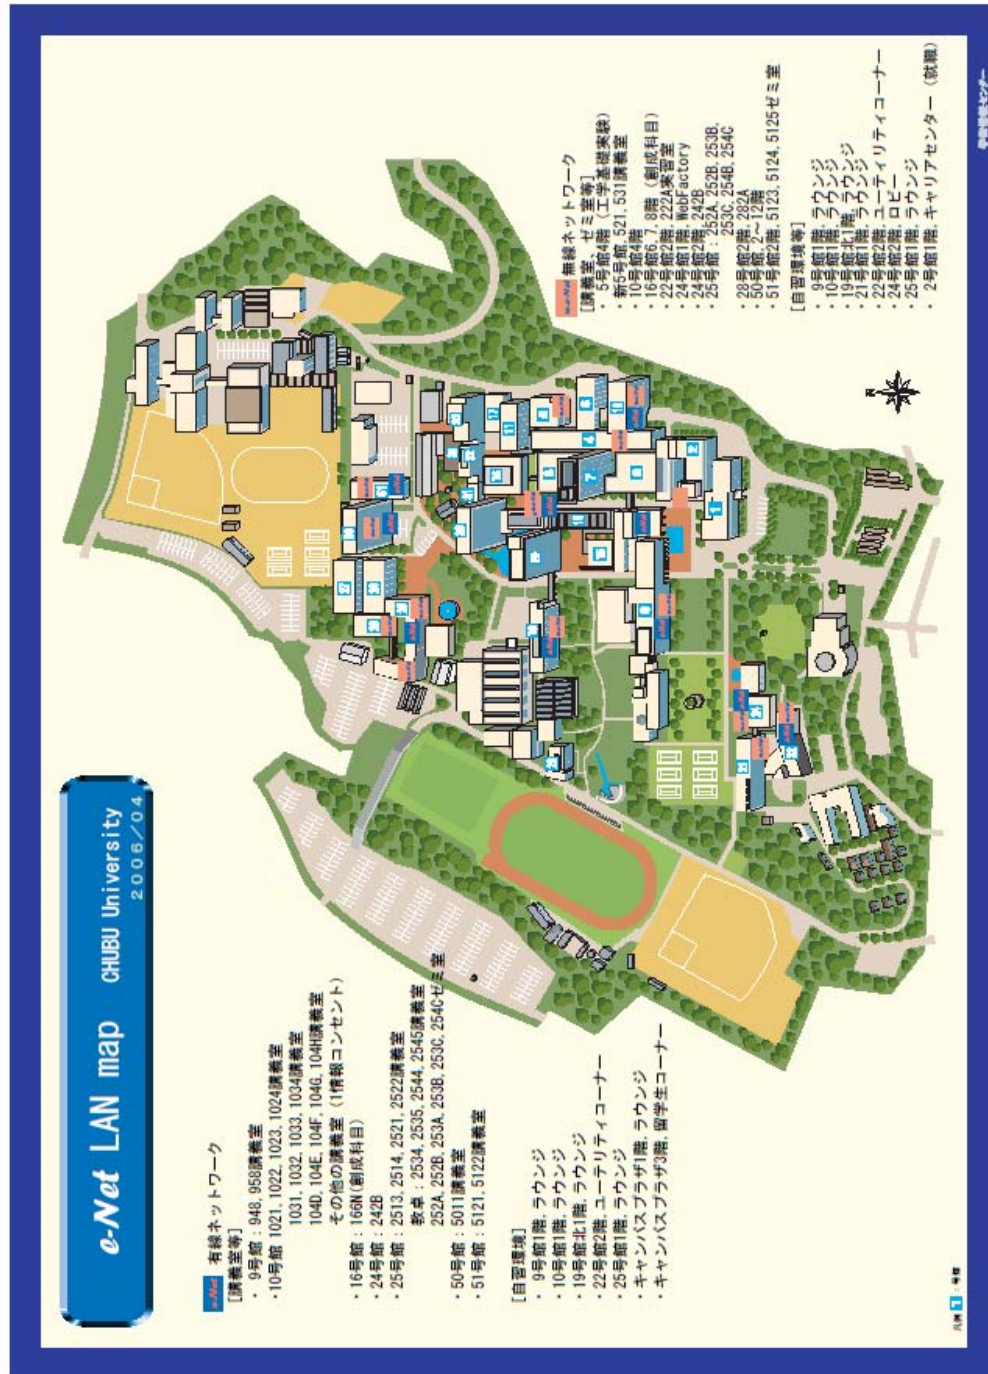 e-Net LAN map CHUBU University
2006/04
e-Net 有線ネットワーク
[講義室等]
・ 9号館：948, 958講義室
・10号館 1021, 1022, 1023, 1024講義室
1031, 1032, 1033, 1034講義室
104D, 104E, 104F, 104G, 104H講義室
その他の講義室（1情報コンセント）
・16号館：166N(創成科目)
・24号館：242B
・25号館：2513, 2514, 2521, 2522講義室
教卓：2534, 2535, 2544, 2545講義室
252A, 252B, 253A, 253B, 253C, 254Cゼミ室
・50号館：5011講義室
・51号館：5121, 5122講義室
[自習環境]
・ 9号館1階, ラウンジ
・10号館1階, ラウンジ
・19号館北1階, ラウンジ
・22号館2階, ユーテリティコーナー
・25号館1階, ラウンジ
・キャンパスプラザ1階, ラウンジ
・キャンパスプラザ3階, 留学生コーナー
e-Net 無線ネットワーク
[講義室、ゼミ室等]
・ 5号館4階（工学基礎実験）
・新5号館, 521, 531講義室
・10号館4階
・16号館6, 7, 8階（創成科目）
・22号館2階, 222A実習室
・24号館1階, WebFactory
・24号館2階, 242B
・25号館：252A, 252B, 253B,
253C, 254B, 254C
・28号館2階, 282A
・50号館, 2～12階
・51号館2階, 5123, 5124, 5125ゼミ室
[自習環境等]
・ 9号館1階, ラウンジ
・10号館1階, ラウンジ
・19号館北1階, ラウンジ
・21号館1階, ラウンジ
・22号館2階, ユーティリティコーナー
・24号館2階, ロビー
・25号館1階, ラウンジ
・ 2号館1階, キャリアセンター（就職）
N
凡例 1 ：号館